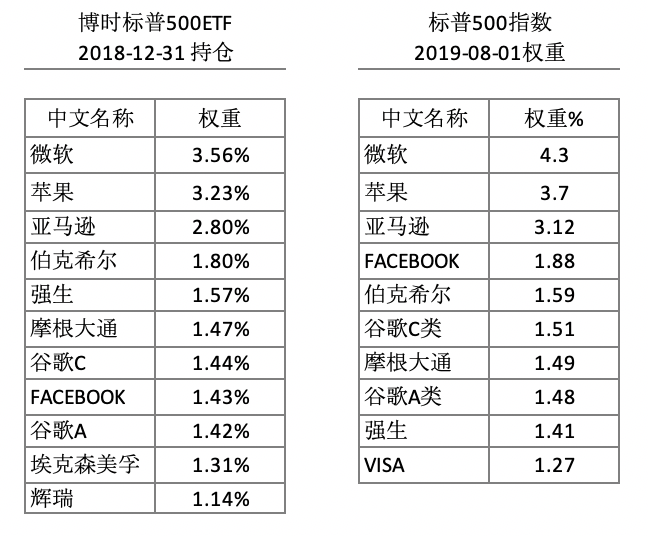 博时标普500ETF
2018-12-31 持仓
中文名称 权重
微软 3.56%
苹果 3.23%
亚马逊 2.80%
伯克希尔 1.80%
强生 1.57%
摩根大通 1.47%
谷歌C 1.44%
FACEBOOK 1.43%
谷歌A 1.42%
埃克森美孚 1.31%
辉瑞 1.14%
标普500指数
2019-08-01权重
中文名称 权重%
微软 4.3
苹果 3.7
亚马逊 3.12
FACEBOOK 1.88
伯克希尔 1.59
谷歌C类 1.51
摩根大通 1.49
谷歌A类 1.48
强生 1.41
VISA 1.27